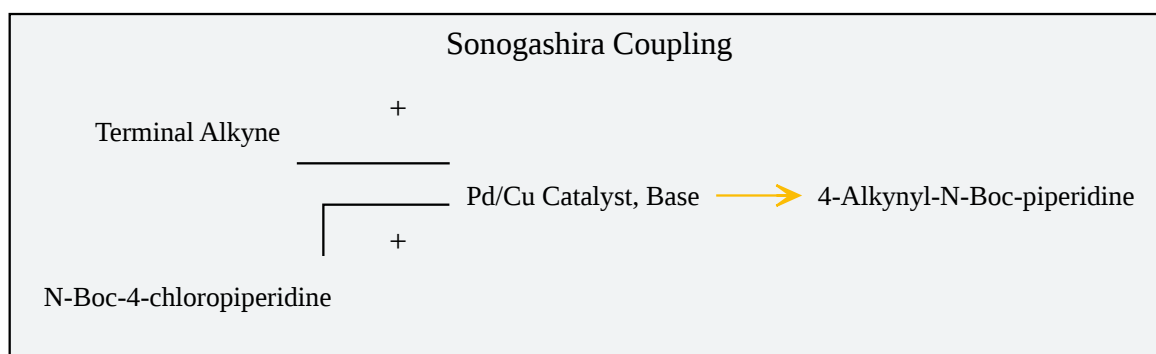 Sonogashira Coupling
+
Terminal Alkyne
Pd/Cu Catalyst, Base
4-Alkynyl-N-Boc-piperidine
+
N-Boc-4-chloropiperidine